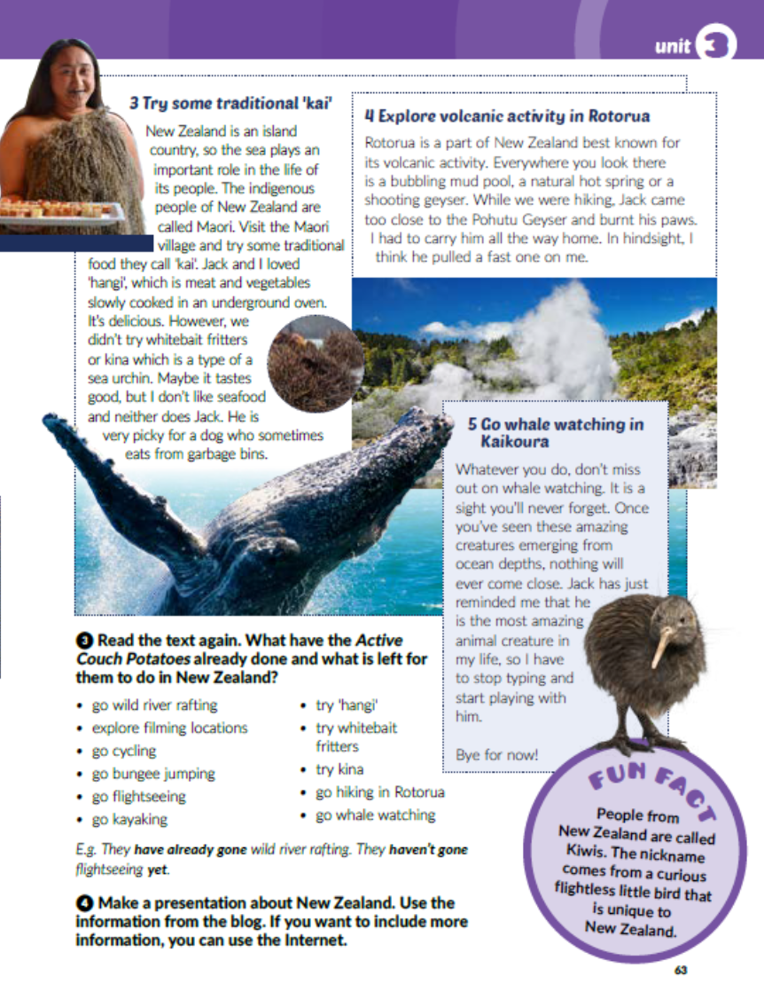 unit 3
3 Try some traditional 'kai'
New Zealand is an island
country, so the sea plays an
important role in the life of
its people. The indigenous
people of New Zealand are
called Maori. Visit the Maori
village and try some traditional
food they call 'kai'. Jack and I loved
'hangi', which is meat and vegetables
slowly cooked in an underground oven.
It's delicious. However, we
didn't try whitebait fritters
or kina which is a type of a
sea urchin. Maybe it tastes
good, but I don't like seafood
and neither does Jack. He is
very picky for a dog who sometimes
eats from garbage bins.
4 Explore volcanic activity in Rotorua
Rotorua is a part of New Zealand best known for
its volcanic activity. Everywhere you look there
is a bubbling mud pool, a natural hot spring or a
shooting geyser. While we were hiking, Jack came
too close to the Pohutu Geyser and burnt his paws.
I had to carry him all the way home. In hindsight, I
think he pulled a fast one on me.
5 Go whale watching in
Kaikoura
Whatever you do, don't miss
out on whale watching. It is a
sight you'll never forget. Once
you've seen these amazing
creatures emerging from
ocean depths, nothing will
ever come close. Jack has just
reminded me that he
is the most amazing
animal creature in
my life, so I have
to stop typing and
start playing with
him.
Bye for now!
3 Read the text again. What have the Active
Couch Potatoes already done and what is left for
them to do in New Zealand?
• go wild river rafting
• explore filming locations
• go cycling
• go bungee jumping
• go flightseeing
• go kayaking
• try 'hangi'
• try whitebait
fritters
• try kina
• go hiking in Rotorua
• go whale watching
E.g. They have already gone wild river rafting. They haven't gone
flightseeing yet.
4 Make a presentation about New Zealand. Use the
information from the blog. If you want to include more
information, you can use the Internet.
FUN FACT
People from
New Zealand are called
Kiwis. The nickname
comes from a curious
flightless little bird that
is unique to
New Zealand.
63